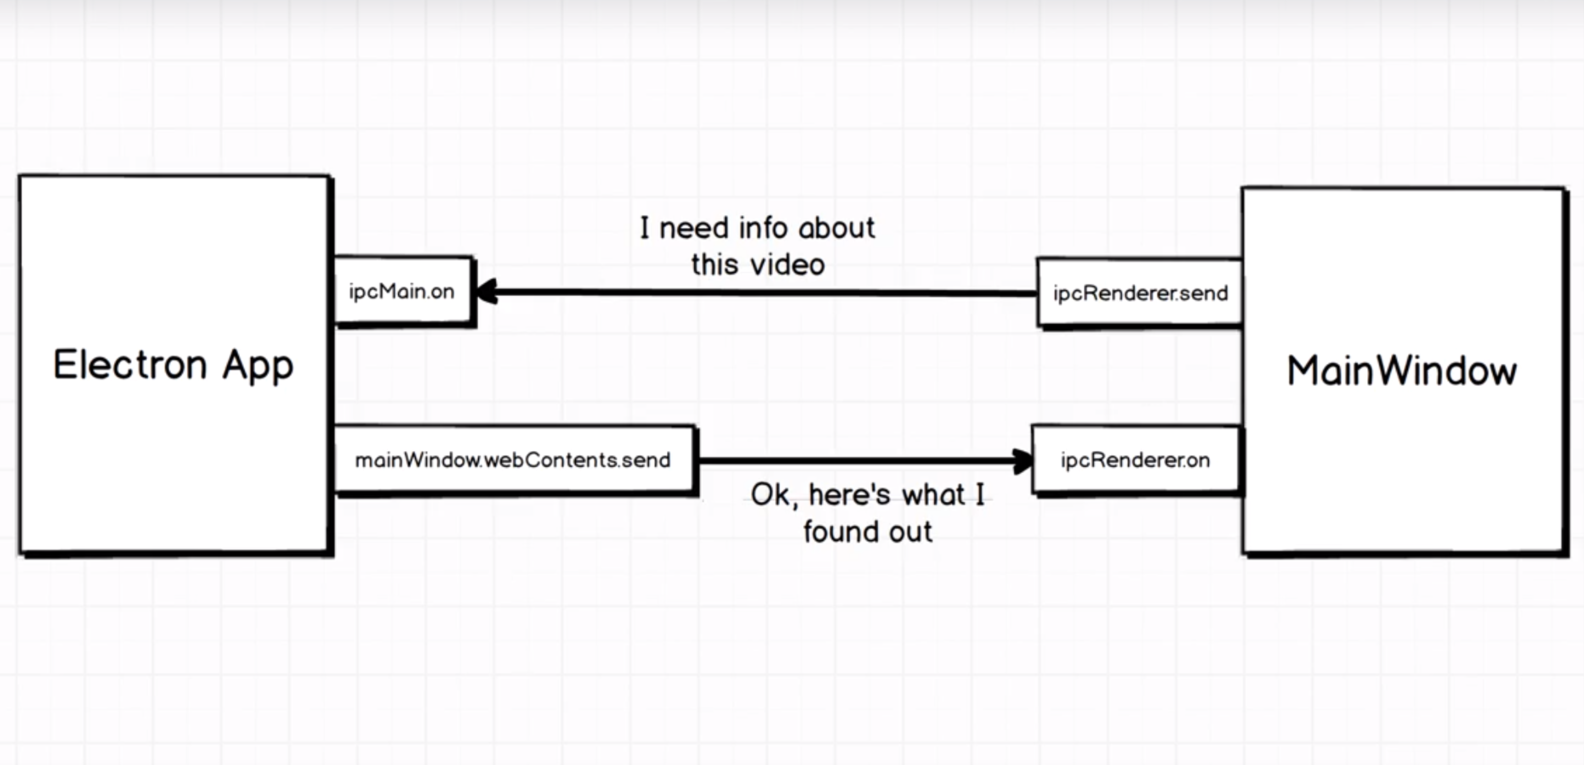 I need info about
this video
ipcMain.on
ipcRenderer.send
Electron App
MainWindow
mainWindow.webContents.send
ipcRenderer.on
Ok, here's what I
found out